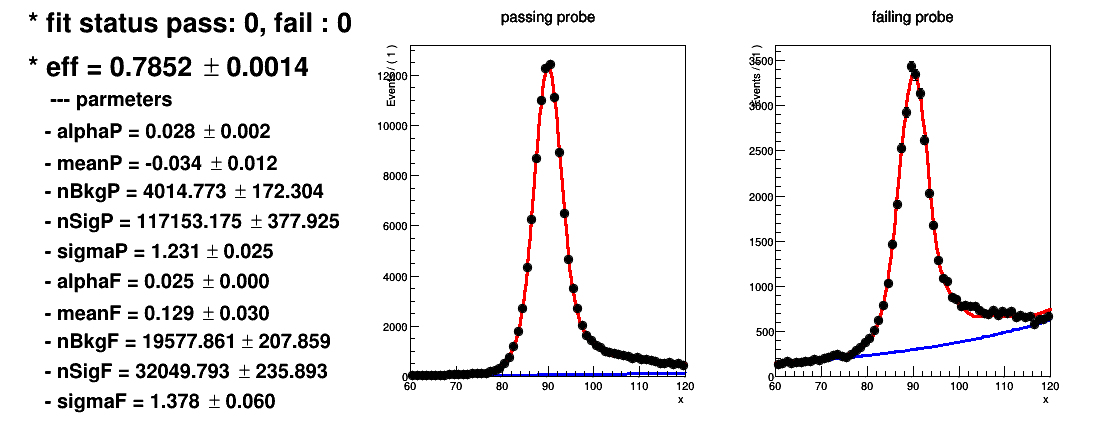 * fit status pass: 0, fail : 0
* eff = 0.7852 ± 0.0014
--- parmeters
- alphaP = 0.028 ± 0.002
- meanP = -0.034 ± 0.012
- nBkgP = 4014.773 ± 172.304
- nSigP = 117153.175 ± 377.925
- sigmaP = 1.231 ± 0.025
- alphaF = 0.025 ± 0.000
- meanF = 0.129 ± 0.030
- nBkgF = 19577.861 ± 207.859
- nSigF = 32049.793 ± 235.893
- sigmaF = 1.378 ± 0.060
passing probe
Events / ( 1 )
12000
10000
8000
6000
4000
2000
0
60 70 80 90 100 110 120
x
failing probe
Events / ( 1 )
3500
3000
2500
2000
1500
1000
500
0
60 70 80 90 100 110 120
x